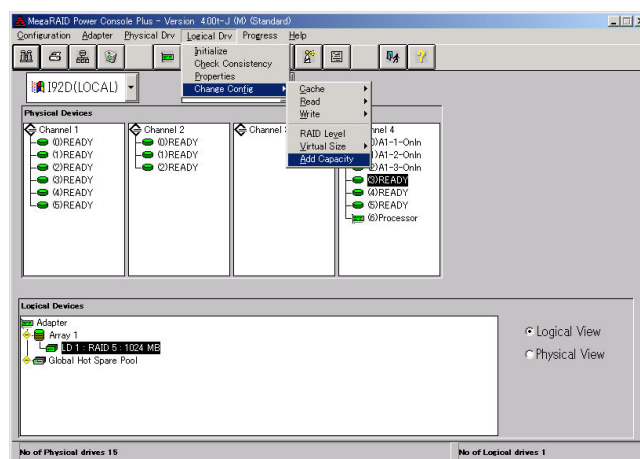 MegaRAID Power Console Plus - Version 4.00t-J (M) (Standard)
Configuration Adapter Physical Drv Logical Drv Progress Help
Initialize
Check Consistency
Properties
Change Config
Cache
Read
Write
RAID Level
Virtual Size
Add Capacity
I92D(LOCAL)
Physical Devices
Channel 1
(0)READY
(1)READY
(2)READY
(3)READY
(4)READY
(5)READY
Channel 2
(0)READY
(1)READY
(2)READY
Channel
nnel 4
)A1-1-Onln
)A1-2-Onln
(2)A1-3-Onln
(3)READY
(4)READY
(5)READY
(6)Processor
Logical Devices
Adapter
Array 1
LD 1 : RAID 5 : 1024 MB
Global Hot Spare Pool
Logical View
Physical View
No of Physical drives 15
No of Logical drives 1